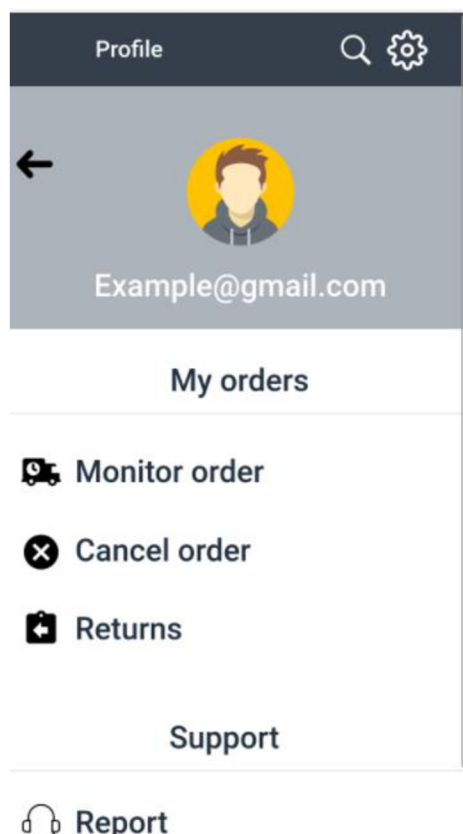 Profile
Example@gmail.com
My orders
Monitor order
Cancel order
Returns
Support
Report